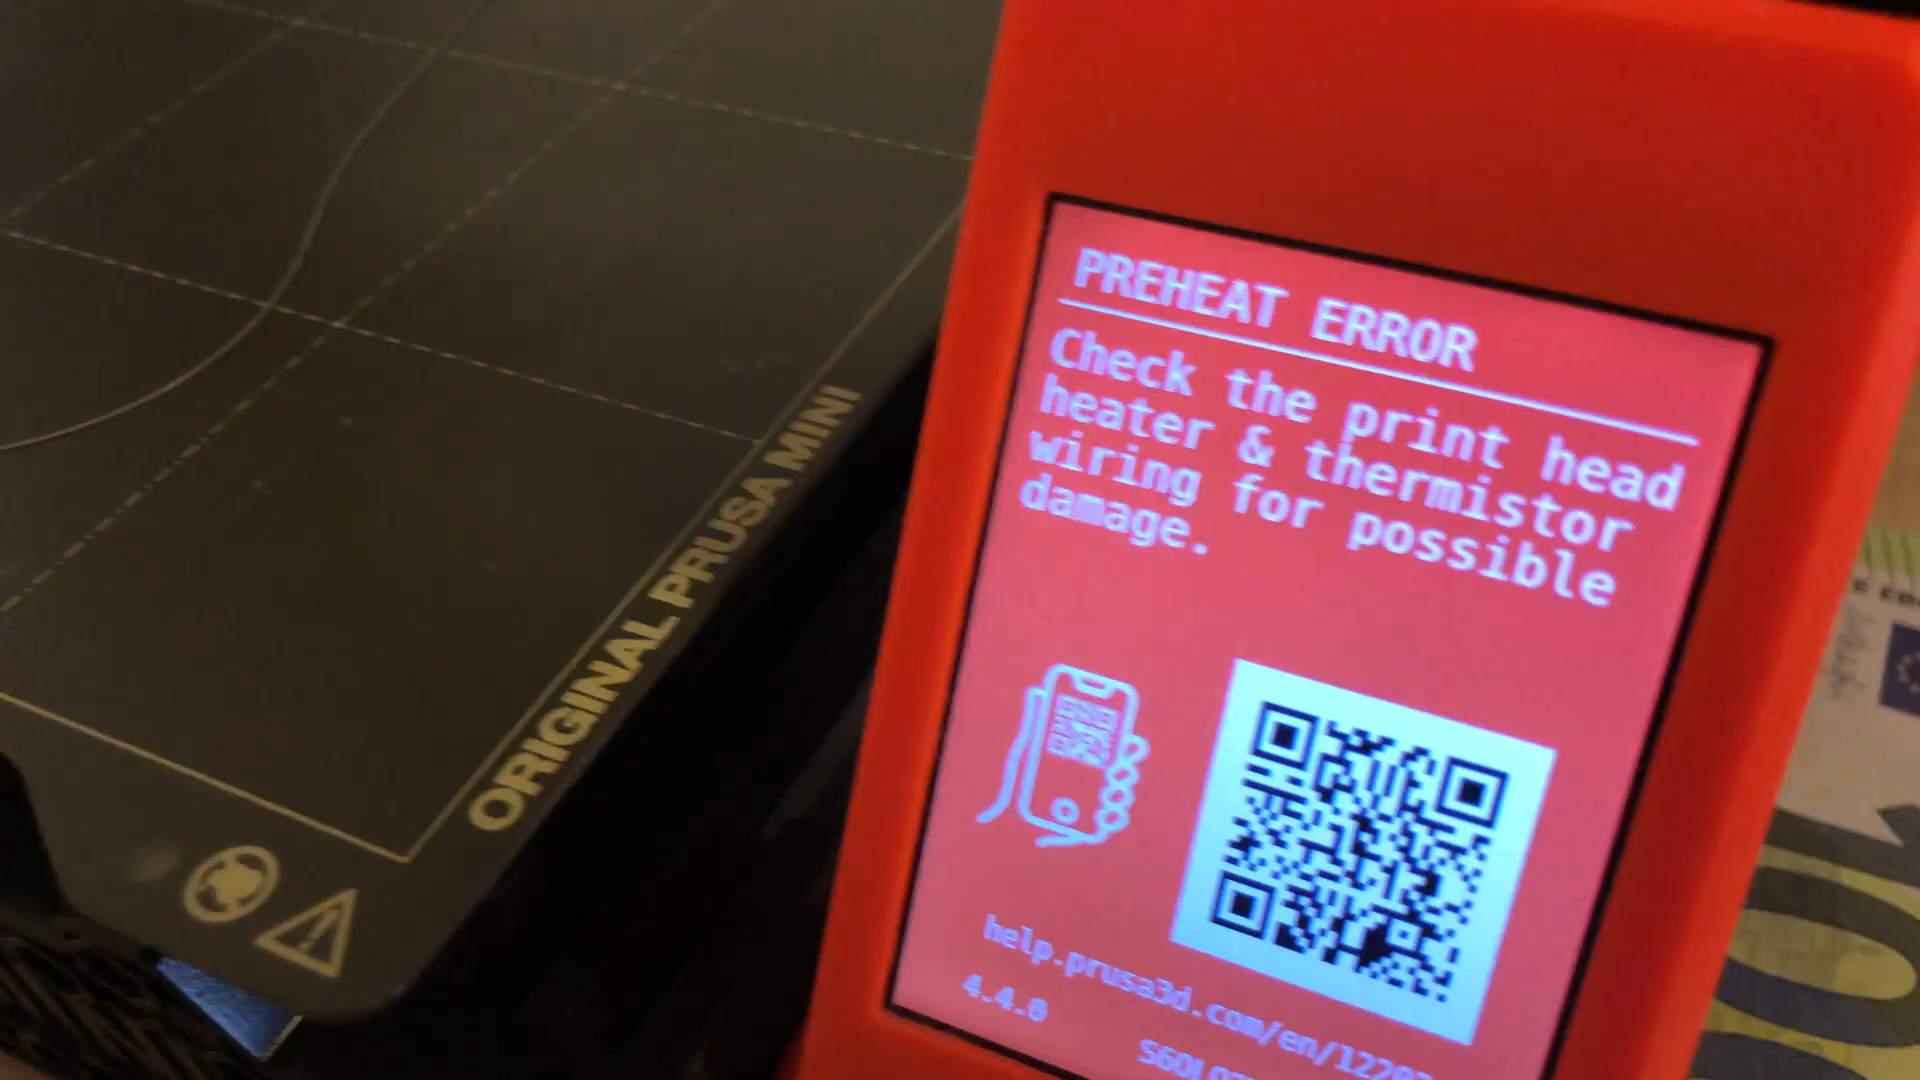 PREHEAT ERROR
Check the print head
heater & thermistor
wiring for possible
damage.
help.prusa3d.com/en/12202
4.4.0
ORIGINAL PRUSA MINI